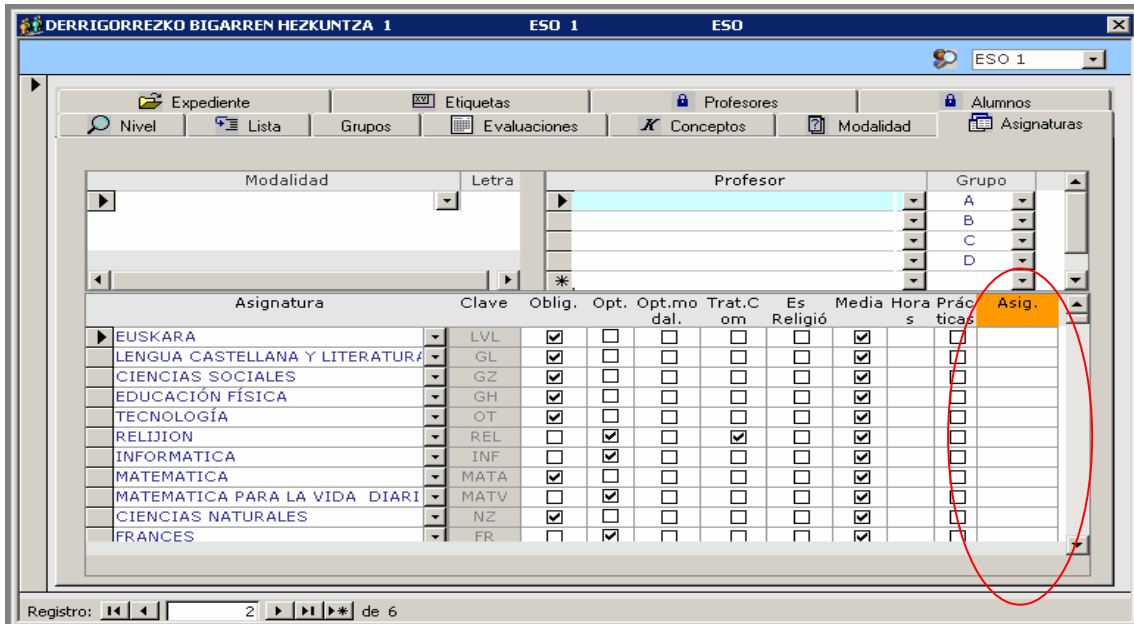 DERRIGORREZKO BIGARREN HEZKUNTZA 1 ESO 1 ESO
ESO 1
Expediente Etiquetas Profesores Alumnos
Nivel Lista Grupos Evaluaciones Conceptos Modalidad Asignaturas
Modalidad Letra Profesor Grupo
A
B
C
D
Asignatura Clave Oblig. Opt. Opt.mo Trat.C Es Media Hora Prác Asig.
dal. om Religió s ticas
EUSKARA LVL
LENGUA CASTELLANA Y LITERATURA GL
CIENCIAS SOCIALES GZ
EDUCACIÓN FÍSICA GH
TECNOLOGÍA OT
RELIJION REL
INFORMATICA INF
MATEMATICA MATA
MATEMATICA PARA LA VIDA DIARI MATV
CIENCIAS NATURALES NZ
FRANCES FR
Registro: 2 de 6